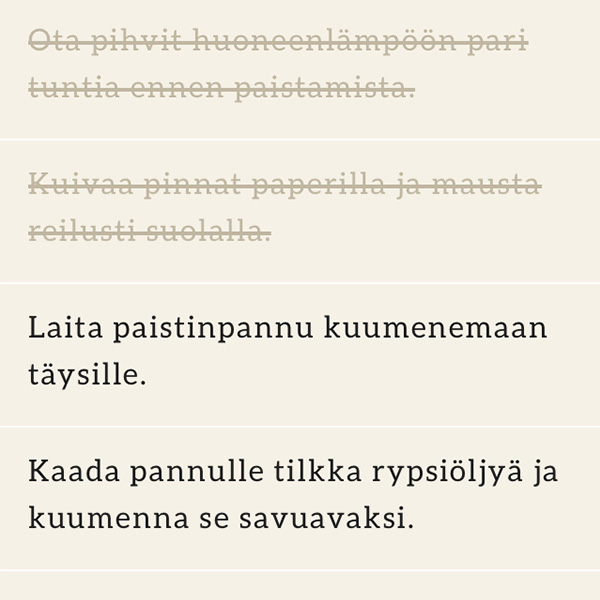 Ota pihvit huoneenlämpöön pari
tuntia ennen paistamista.
Kuivaa pinnat paperilla ja mausta
reilusti suolalla.
Laita paistinpannu kuumenemaan
täysille.
Kaada pannulle tilkka rypsiöljyä ja
kuumenna se savuavaksi.